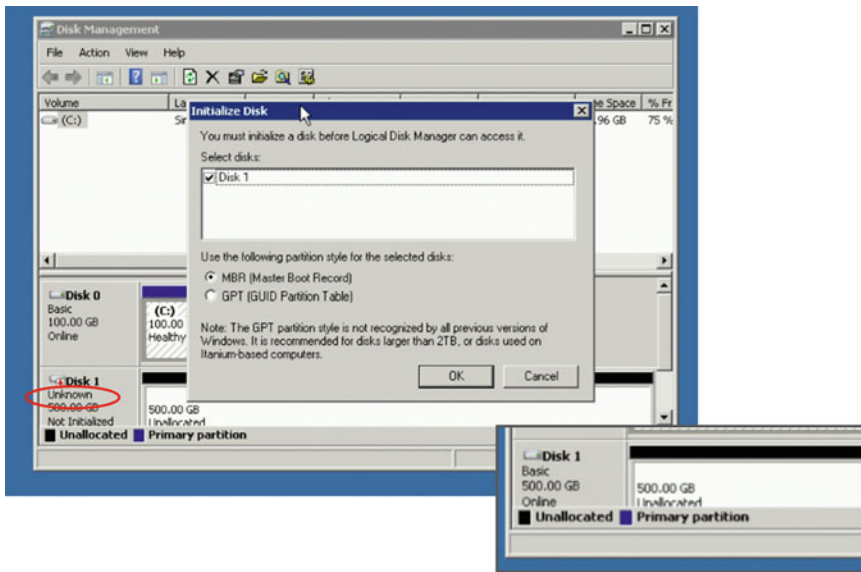 Disk Management
File Action View Help
Volume La e Space % Fr
(C:) Sir .96 GB 75 %
Initialize Disk
You must initialize a disk before Logical Disk Manager can access it.
Select disks:
Disk 1
Use the following partition style for the selected disks:
MBR (Master Boot Record)
GPT (GUID Partition Table)
Note: The GPT partition style is not recognized by all previous versions of
Windows. It is recommended for disks larger than 2TB, or disks used on
Itanium-based computers.
OK Cancel
Disk 0
Basic
100.00 GB
Online
(C:)
100.00
Healthy
Disk 1
Unknown
500.00 GB
Not Initialized
500.00 GB
Unallocated
Unallocated Primary partition
Disk 1
Basic
500.00 GB
Online
500.00 GB
Unallocated
Unallocated Primary partition